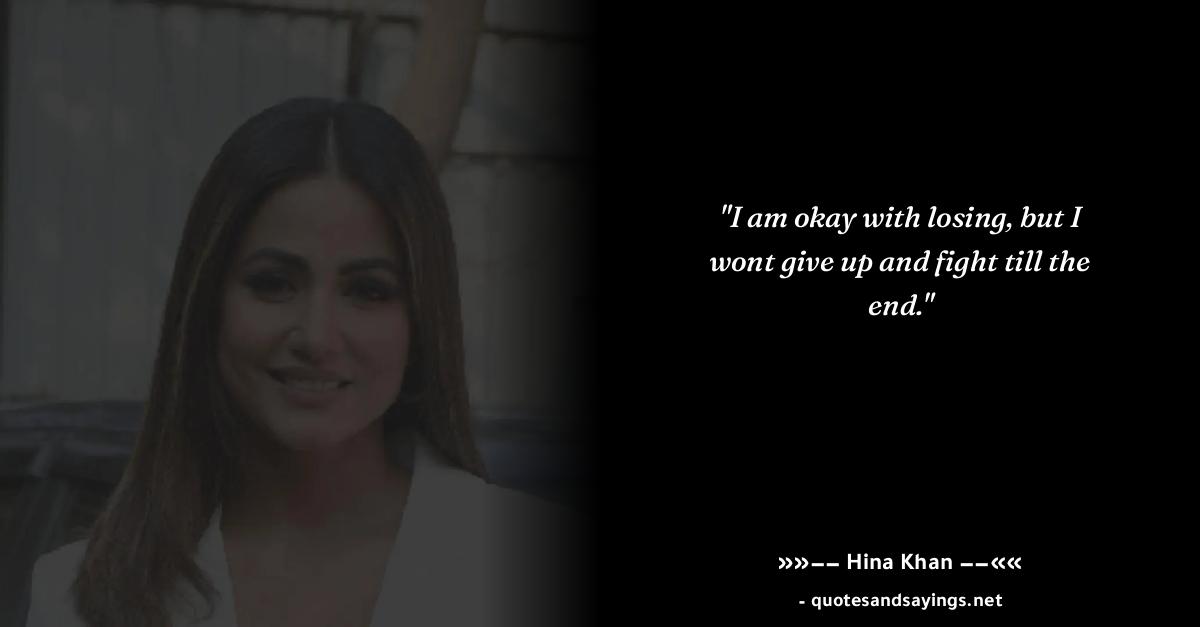 "I am okay with losing, but I
wont give up and fight till the
end."
»»−− Hina Khan −−««
- quotesandsayings.net